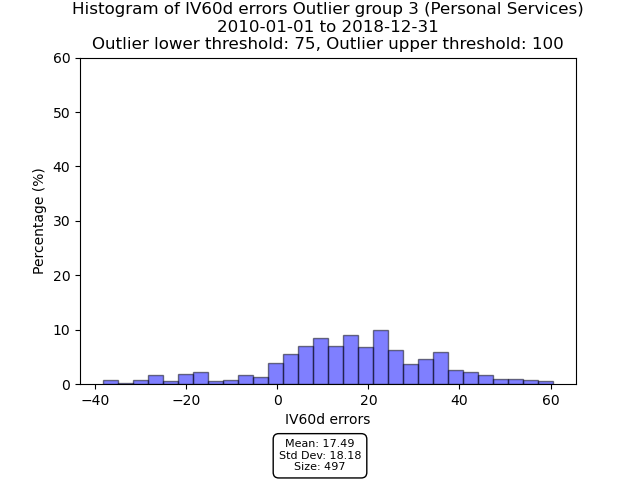 Histogram of IV60d errors Outlier group 3 (Personal Services)
2010-01-01 to 2018-12-31
Outlier lower threshold: 75, Outlier upper threshold: 100
60
50
40
30
20
10
0
Percentage (%)
−40 −20 0 20 40 60
IV60d errors
Mean: 17.49
Std Dev: 18.18
Size: 497